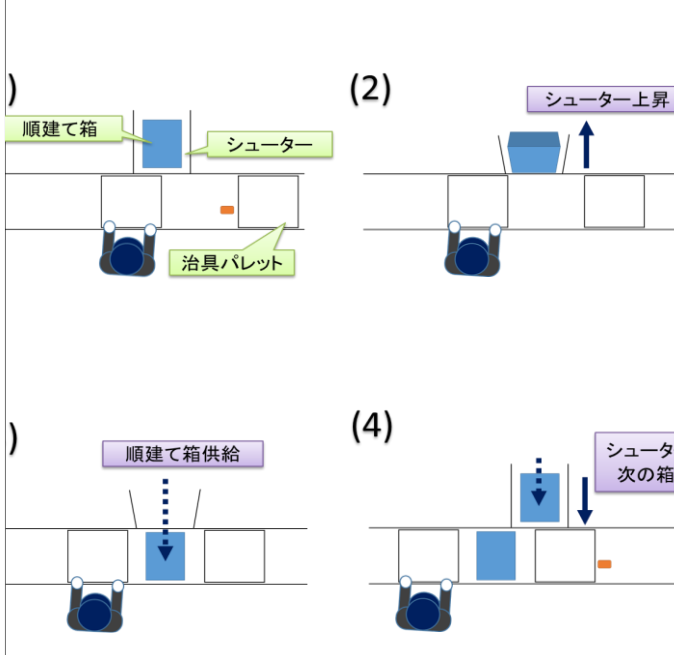 )
順建て箱
シューター
治具パレット
(2)
シューター上昇
)
順建て箱供給
(4)
シュータ
次の箱